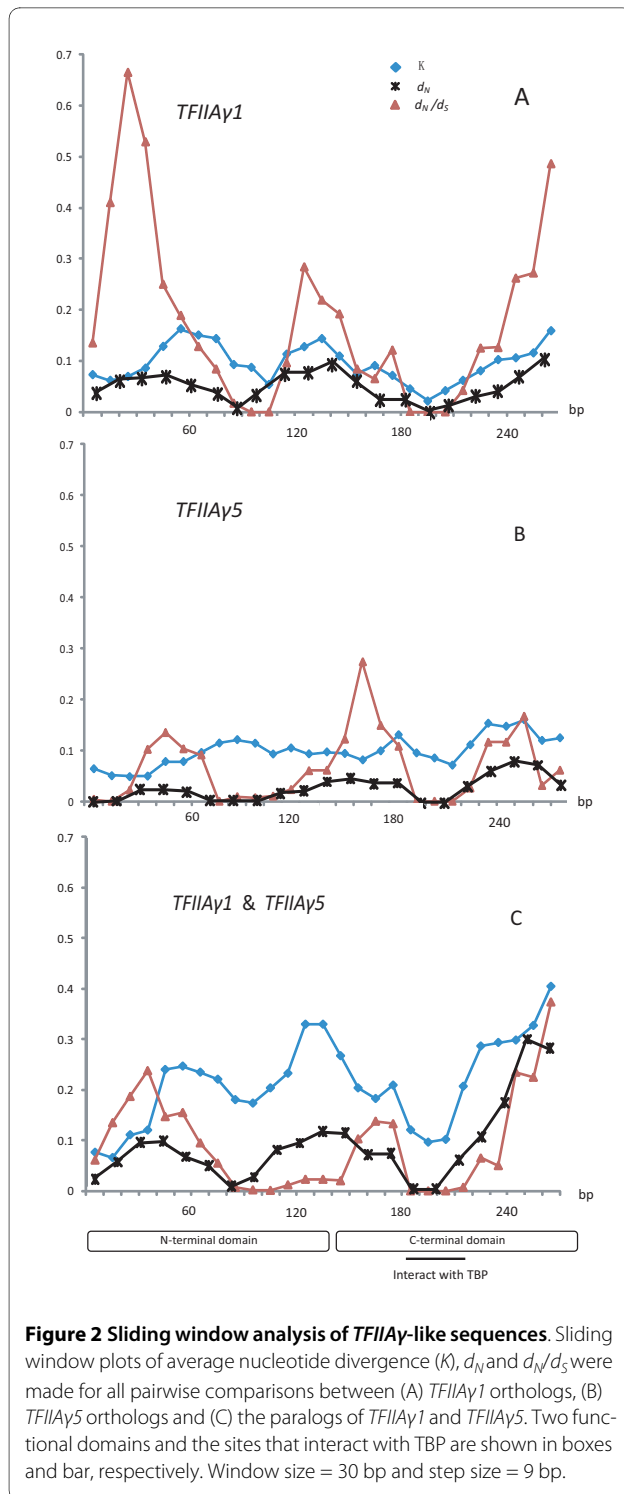 0.7
0.6
0.5
0.4
0.3
0.2
0.1
0
TFIIAγ1
K
dN
dN/dS
A
60
120
180
240
bp
0.7
0.6
0.5
0.4
0.3
0.2
0.1
0
TFIIAγ5
B
60
120
180
240
bp
0.7
0.6
0.5
0.4
0.3
0.2
0.1
0
TFIIAγ1 & TFIIAγ5
C
60
120
180
240
bp
N-terminal domain
C-terminal domain
Interact with TBP
Figure 2 Sliding window analysis of TFIIAγ-like sequences. Sliding
window plots of average nucleotide divergence (K), dN and dN/dS were
made for all pairwise comparisons between (A) TFIIAγ1 orthologs, (B)
TFIIAγ5 orthologs and (C) the paralogs of TFIIAγ1 and TFIIAγ5. Two func-
tional domains and the sites that interact with TBP are shown in boxes
and bar, respectively. Window size = 30 bp and step size = 9 bp.